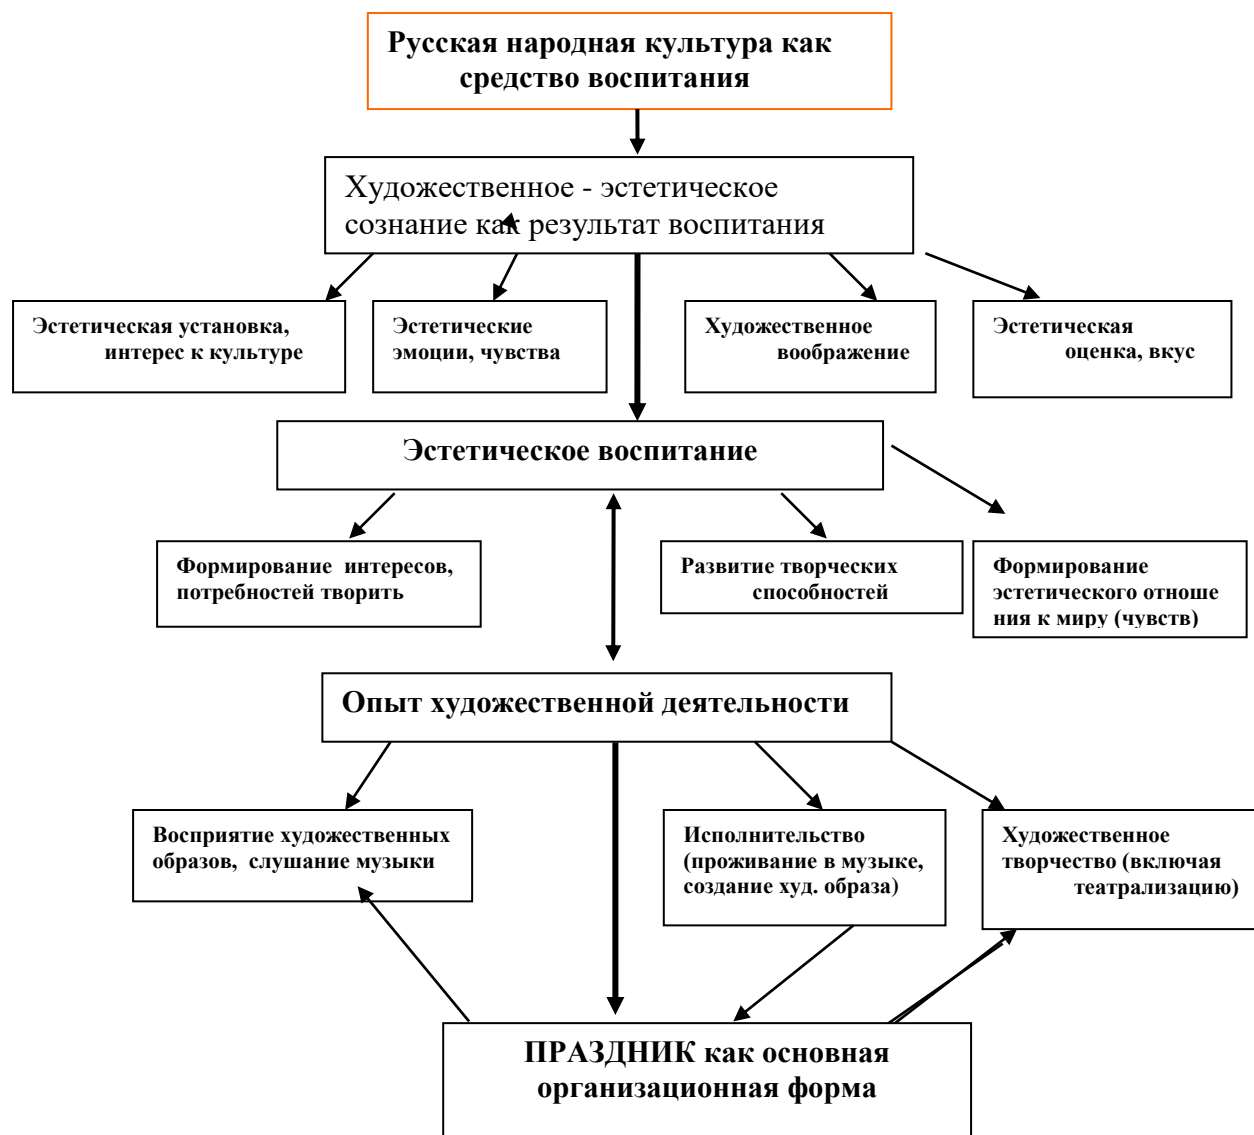 Русская народная культура как
средство воспитания
Художественное - эстетическое
сознание как результат воспитания
Эстетическая установка,
интерес к культуре
Эстетические
эмоции, чувства
Художественное
воображение
Эстетическая
оценка, вкус
Эстетическое воспитание
Формирование интересов,
потребностей творить
Развитие творческих
способностей
Формирование
эстетического отноше
ния к миру (чувств)
Опыт художественной деятельности
Восприятие художественных
образов, слушание музыки
Исполнительство
(проживание в музыке,
создание худ. образа)
Художественное
творчество (включая
театрализацию)
ПРАЗДНИК как основная
организационная форма